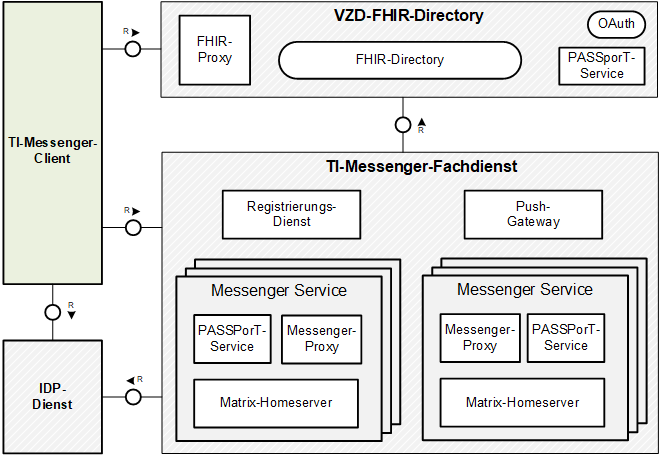 VZD-FHIR-Directory
OAuth
R
FHIR-
Proxy
FHIR-Directory
PASSporT-
Service
TI-Messenger-
Client
R
TI-Messenger-Fachdienst
Registrierungs-
Dienst
Push-
Gateway
R
Messenger Service
PASSPorT-
Service
Messenger-
Proxy
Matrix-Homeserver
Messenger Service
Messenger-
Proxy
PASSPorT-
Service
Matrix-Homeserver
R
IDP-
Dienst
R